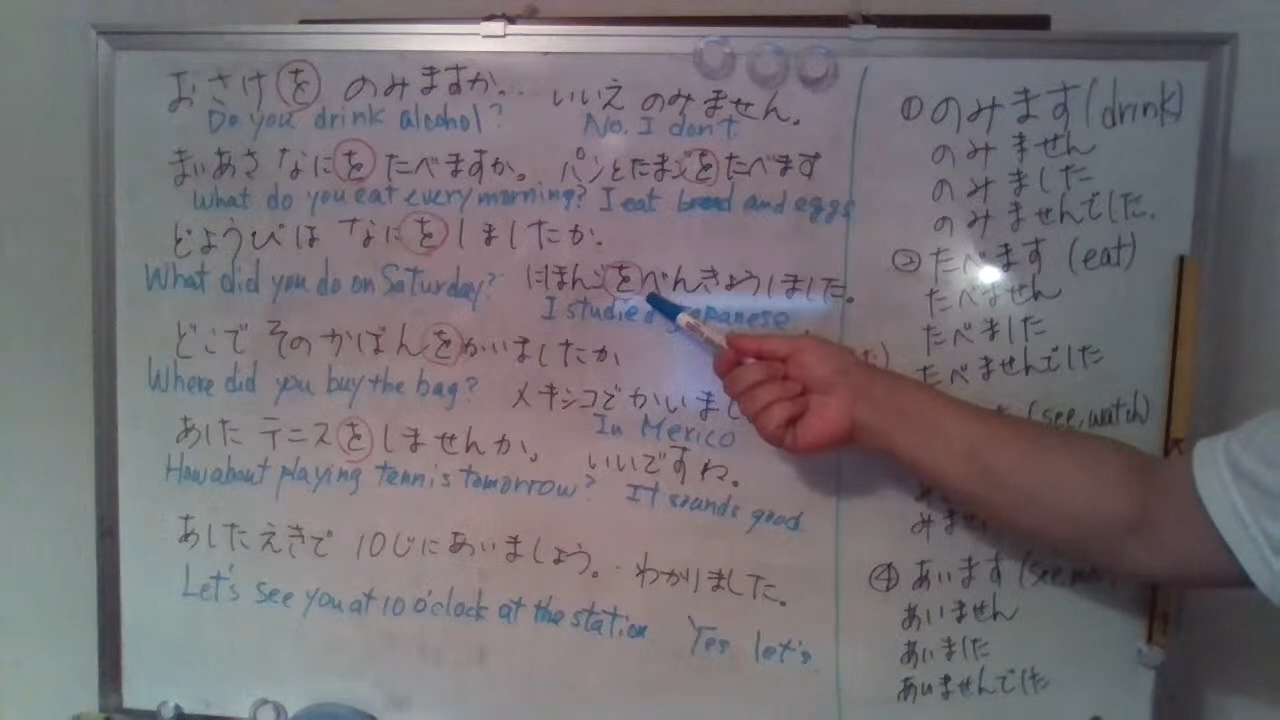 おさけを のみますか.. いいえ のみません。
Do you drink alcohol? No. I don't
まいあさ なにを たべますか。 パンとたまごを たべます
What do you eat every morning? I eat bread and eggs
どようびは なにを しましたか.
にほんごを べんきょうしました。
What did you do on Saturday? I studied Japanese
どこで そのかばんを かいましたか
Where did you buy the bag? メキシコで かいまし
In Mexico
あした テニスを しませんか。 いいですね。
How about playing tennis tomorrow? It sounds good
あした えきで 10じに あいましょう。 わかりました。
Let's see you at 10 o'clock at the station Yes let's
① のみます (drink)
のみません
のみました
のみませんでした.
② たべます (eat)
たべません
たべました
たべませんでした
(see, watch)
④ あいます (see,
あいません
あいました
あいませんでした